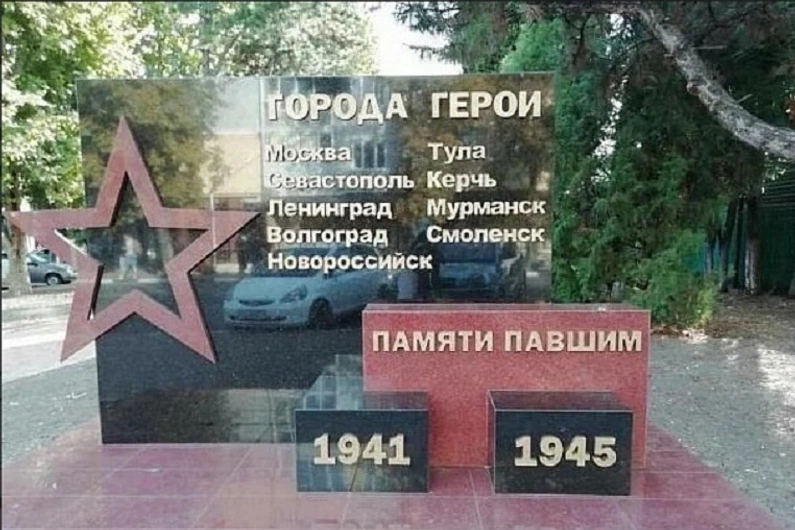 ГОРОДА ГЕРОИ
Москва Тула
Севастополь Керчь
Ленинград Мурманск
Волгоград Смоленск
Новороссийск
ПАМЯТИ ПАВШИМ
1941 1945